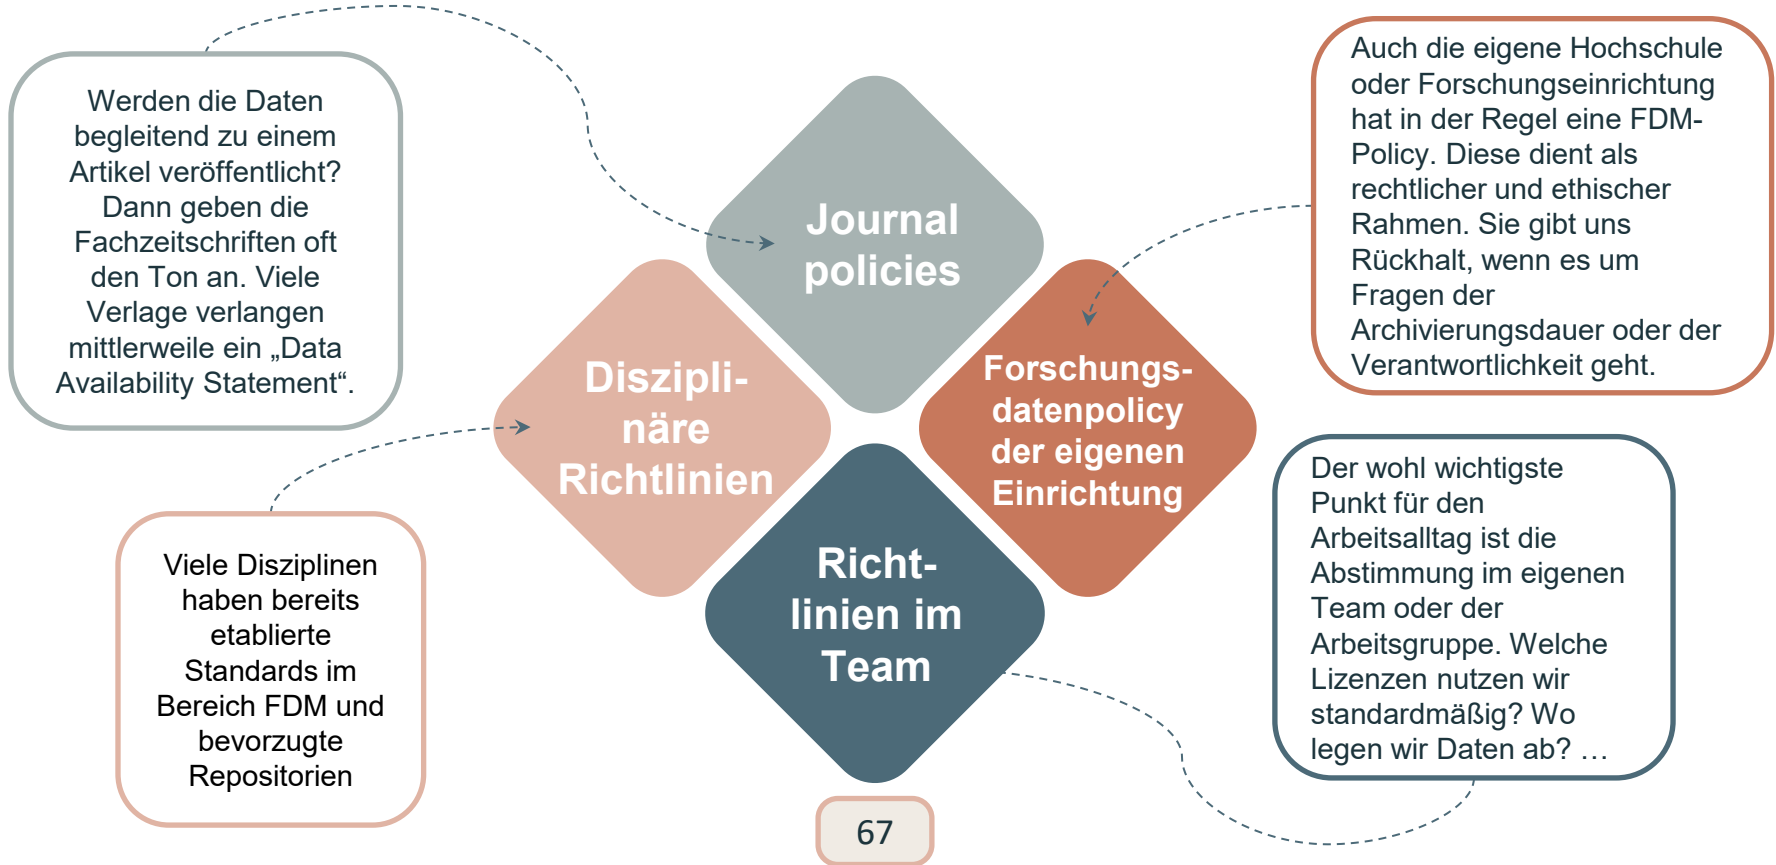 Werden die Daten
begleitend zu einem
Artikel veröffentlicht?
Dann geben die
Fachzeitschriften oft
den Ton an. Viele
Verlage verlangen
mittlerweile ein „Data
Availability Statement“.
Journal
policies
Auch die eigene Hochschule
oder Forschungseinrichtung
hat in der Regel eine FDM-
Policy. Diese dient als
rechtlicher und ethischer
Rahmen. Sie gibt uns
Rückhalt, wenn es um
Fragen der
Archivierungsdauer oder der
Verantwortlichkeit geht.
Diszipli-
näre
Richtlinien
Forschungs-
datenpolicy
der eigenen
Einrichtung
Viele Disziplinen
haben bereits
etablierte
Standards im
Bereich FDM und
bevorzugte
Repositorien
Richt-
linien im
Team
Der wohl wichtigste
Punkt für den
Arbeitsalltag ist die
Abstimmung im eigenen
Team oder der
Arbeitsgruppe. Welche
Lizenzen nutzen wir
standardmäßig? Wo
legen wir Daten ab? …
67